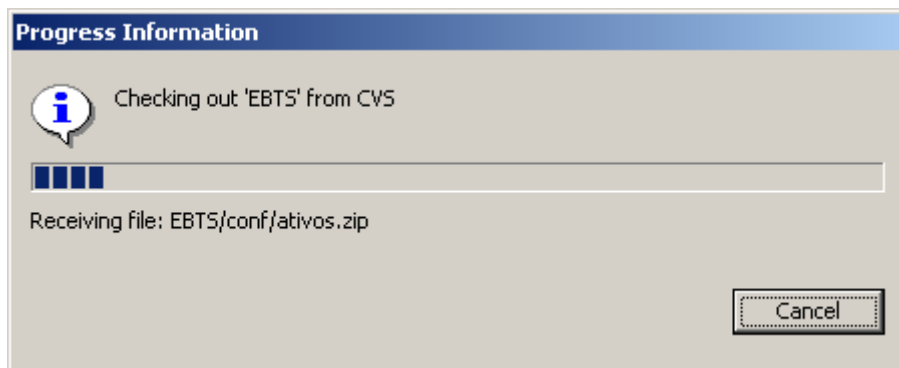 Progress Information
Checking out 'EBTS' from CVS
Receiving file: EBTS/conf/ativos.zip
Cancel